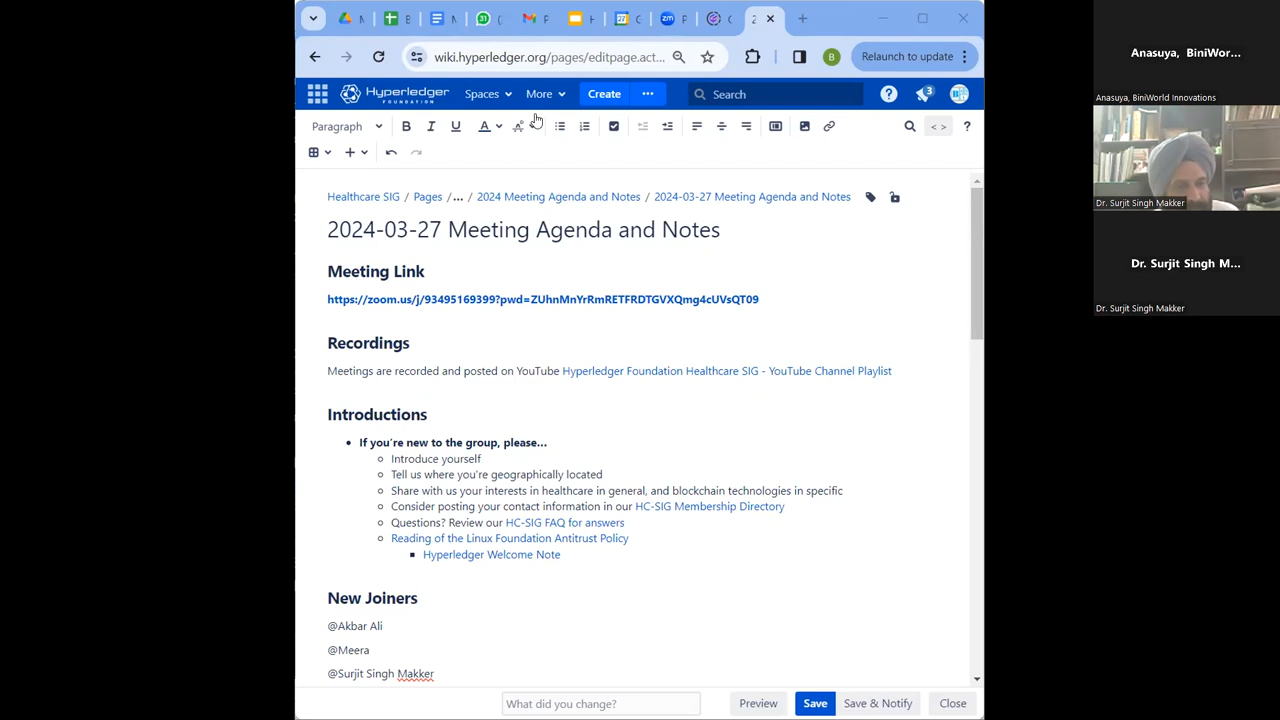 wiki.hyperledger.org/pages/editpage.act...
B
Relaunch to update
Hyperledger
FOUNDATION
Spaces
More
Create
Search
3
Paragraph
B I U A
Healthcare SIG / Pages /... / 2024 Meeting Agenda and Notes / 2024-03-27 Meeting Agenda and Notes
2024-03-27 Meeting Agenda and Notes
Meeting Link
https://zoom.us/j/93495169399?pwd=ZUhnMnYrRmRETFRDTGVXQmg4cUVsQT09
Recordings
Meetings are recorded and posted on YouTube Hyperledger Foundation Healthcare SIG - YouTube Channel Playlist
Introductions
If you're new to the group, please...
Introduce yourself
Tell us where you're geographically located
Share with us your interests in healthcare in general, and blockchain technologies in specific
Consider posting your contact information in our HC-SIG Membership Directory
Questions? Review our HC-SIG FAQ for answers
Reading of the Linux Foundation Antitrust Policy
Hyperledger Welcome Note
New Joiners
@Akbar Ali
@Meera
@Surjit Singh Makker
What did you change?
Preview
Save
Save & Notify
Close
Anasuya, BiniWor...
Anasuya, BiniWorld Innovations
Dr. Surjit Singh Makker
Dr. Surjit Singh M...
Dr. Surjit Singh Makker